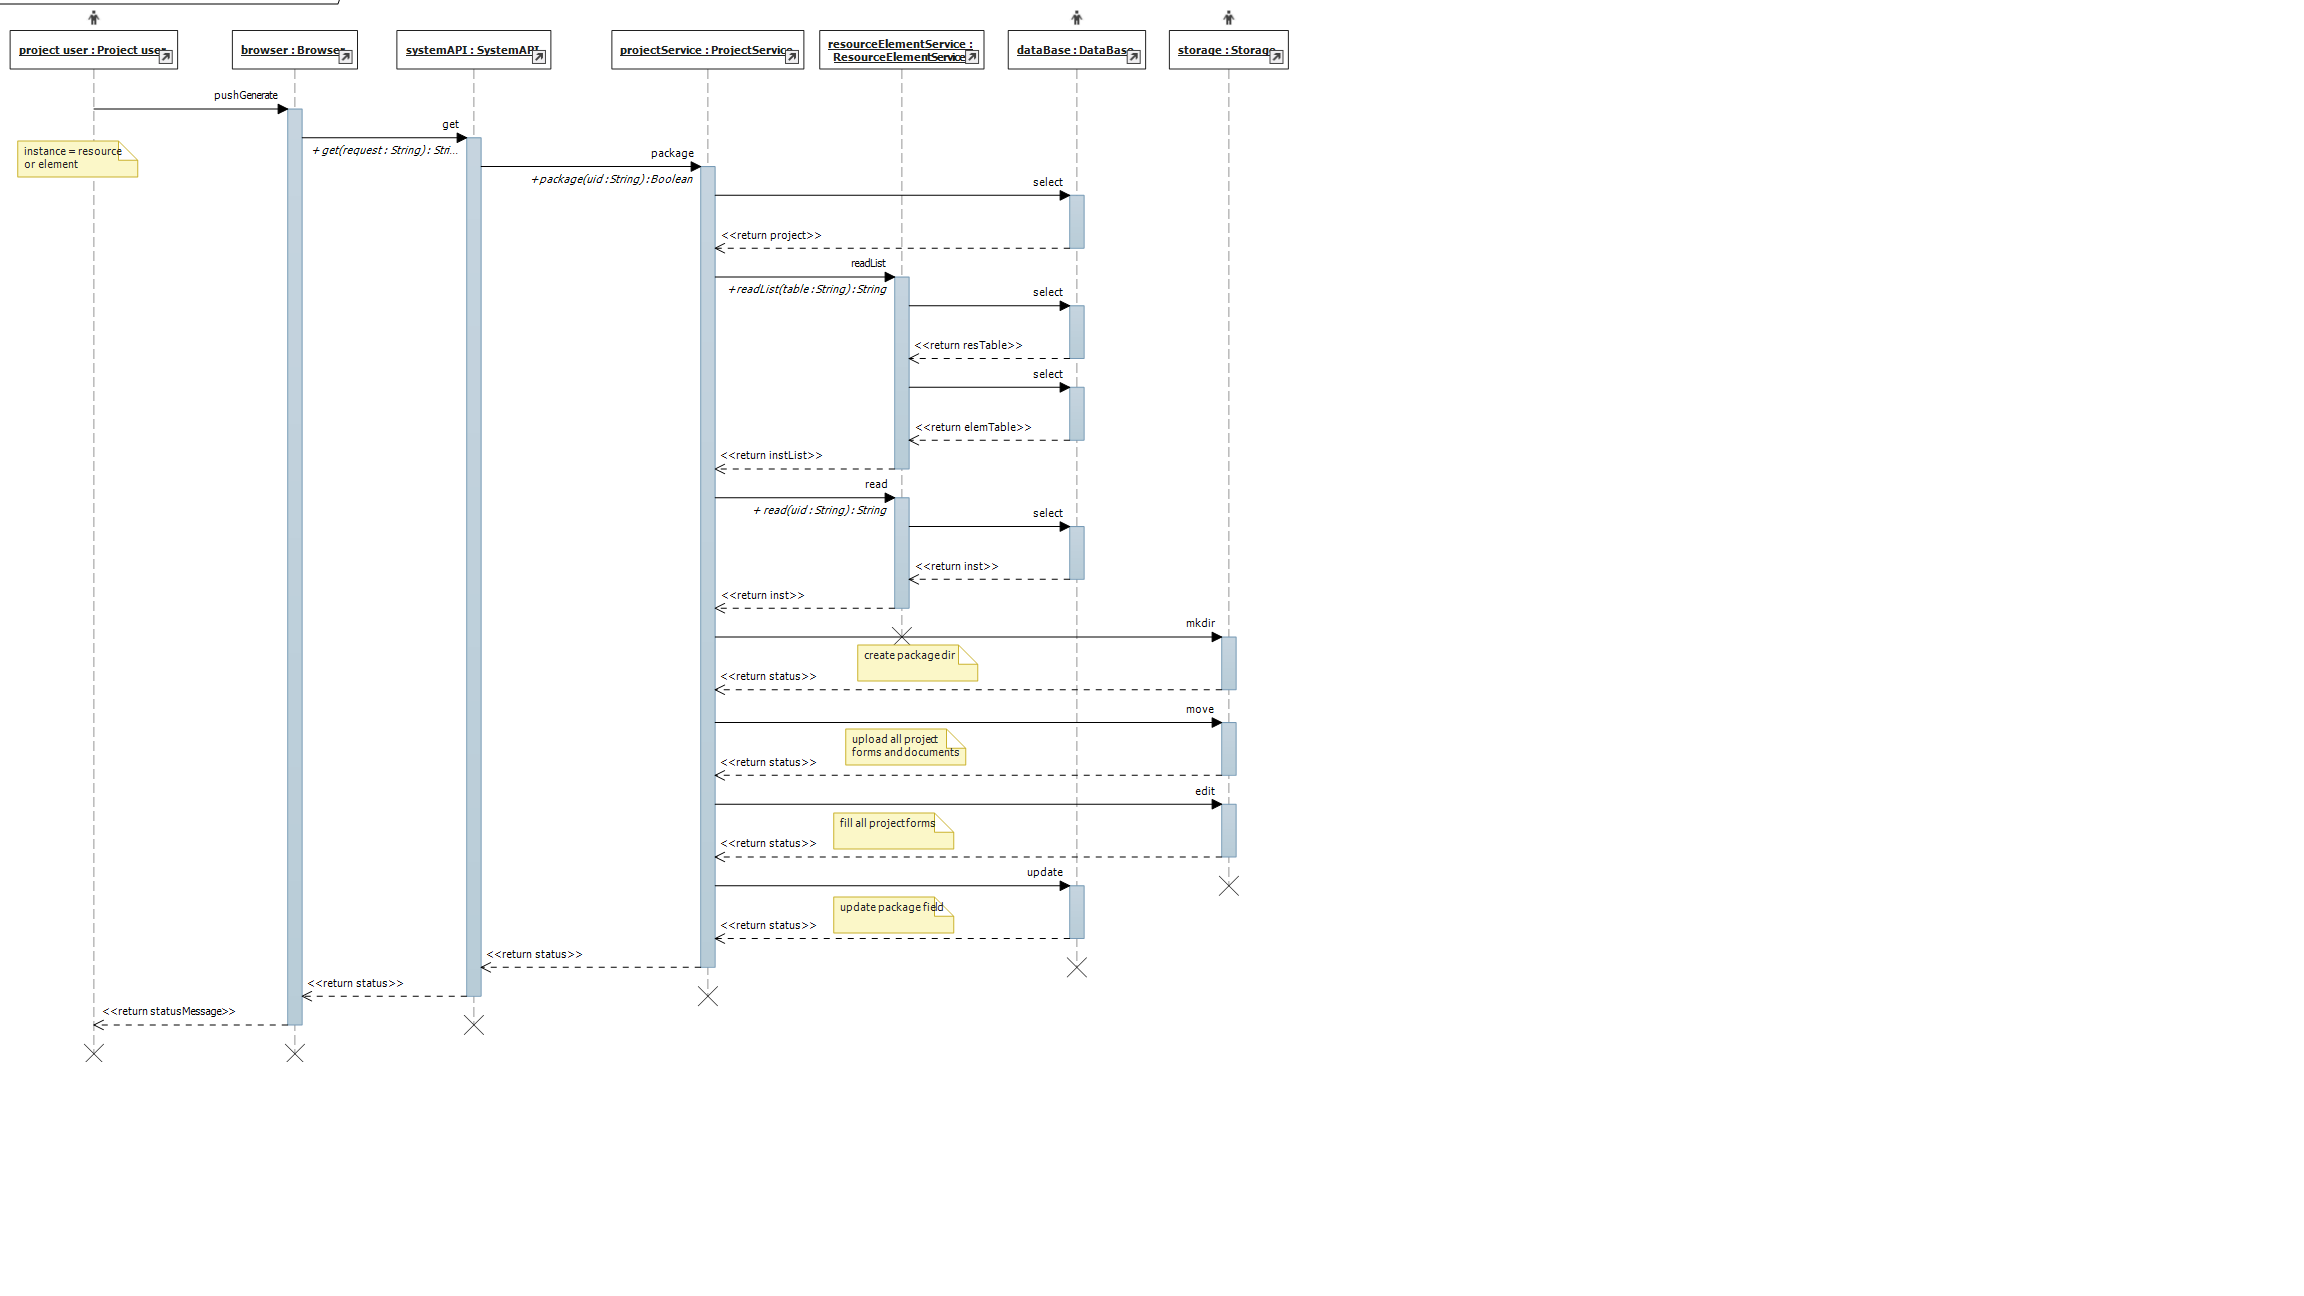 project user : Project user
browser : Browser
systemAPI : SystemAPI
projectService : ProjectService
resourceElementService :
ResourceElementService
dataBase : DataBase
storage : Storage
pushGenerate
get
+ get(request : String) : Stri...
instance = resource
or element
package
+package(uid :String) :Boolean
select
<<return project>>
readList
+readList(table :String) :String
select
<<return resTable>>
select
<<return elemTable>>
<<return instList>>
read
+ read(uid : String) : String
select
<<return inst>>
<<return inst>>
mkdir
create package dir
<<return status>>
move
upload all project
forms and documents
<<return status>>
edit
fill all project forms
<<return status>>
update
update package field
<<return status>>
<<return status>>
<<return status>>
<<return statusMessage>>